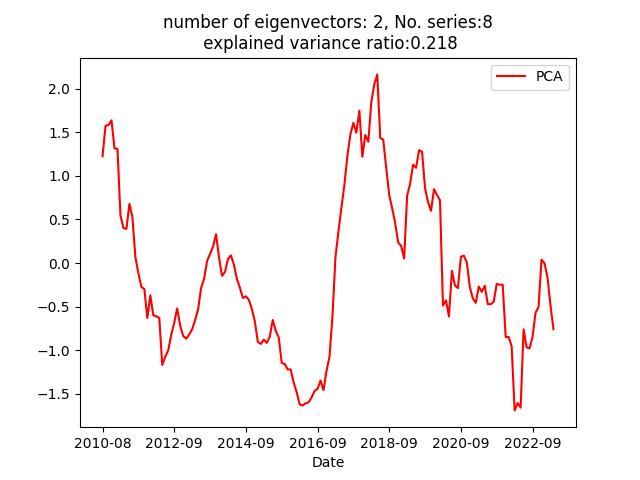 number of eigenvectors: 2, No. series:8
explained variance ratio:0.218
PCA
2.0
1.5
1.0
0.5
0.0
−0.5
−1.0
−1.5
2010-08 2012-09 2014-09 2016-09 2018-09 2020-09 2022-09
Date